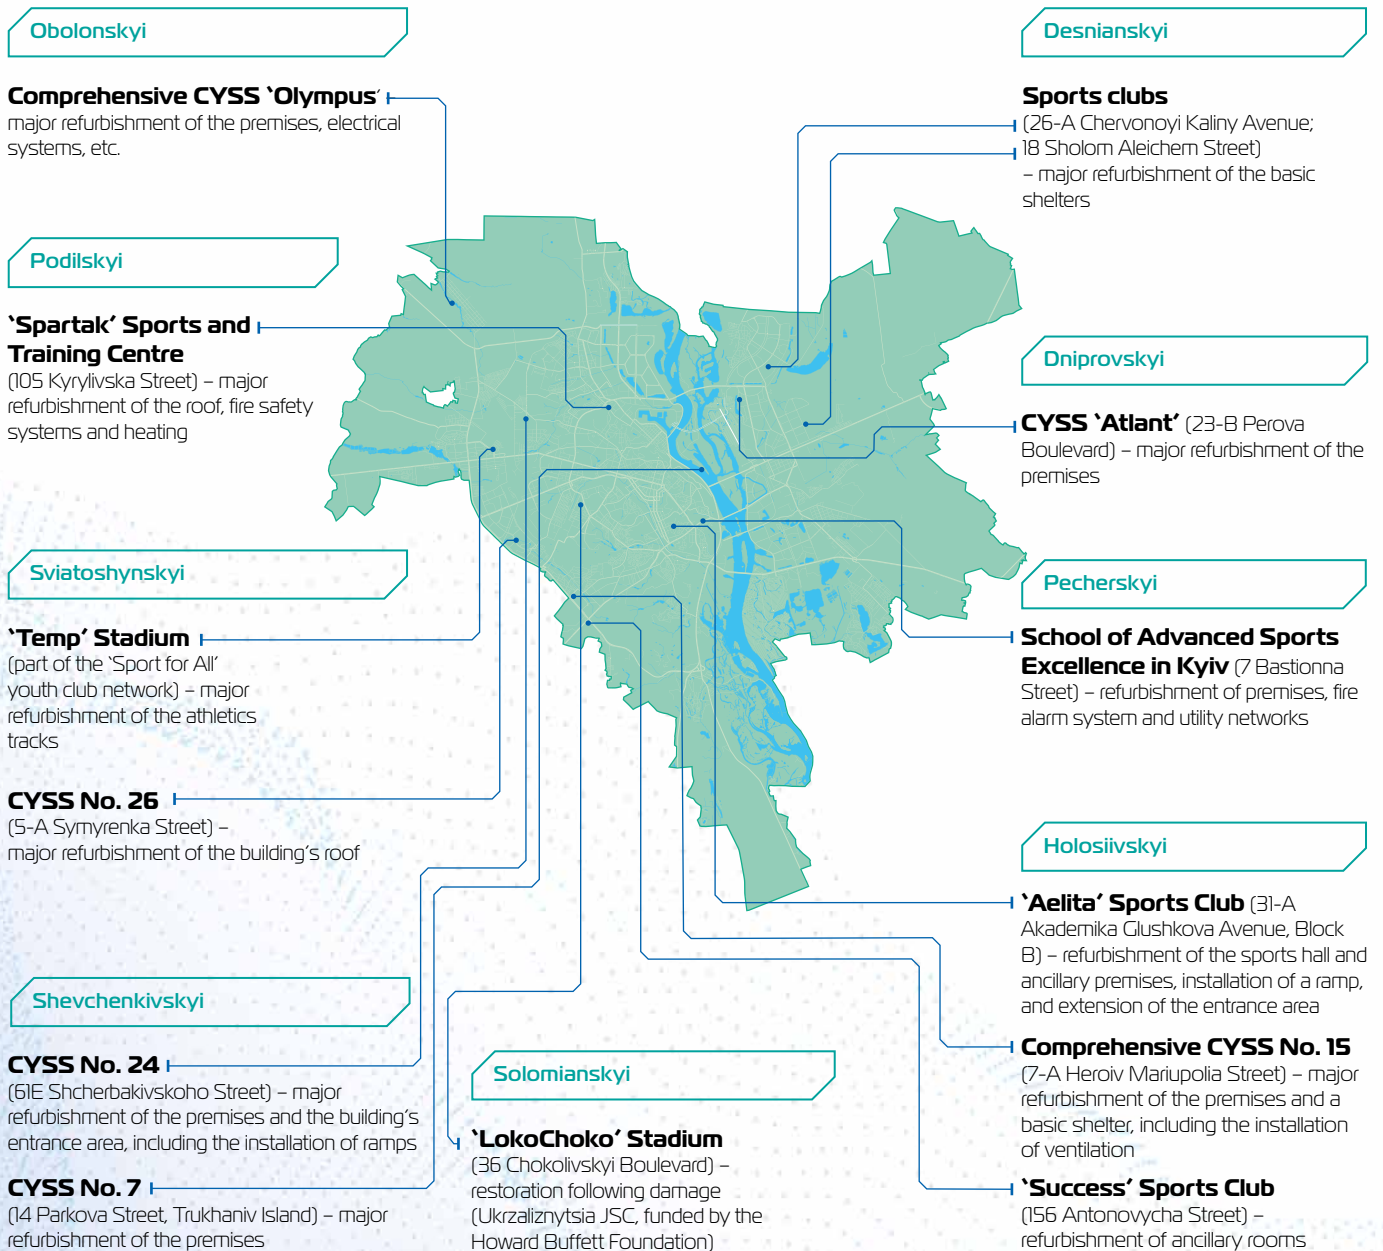 Obolonskyi
Comprehensive CYSS ‘Olympus’
major refurbishment of the premises, electrical
systems, etc.
Podilskyi
‘Spartak’ Sports and
Training Centre
(105 Kyrylivska Street) – major
refurbishment of the roof, fire safety
systems and heating
Sviatoshynskyi
‘Temp’ Stadium
(part of the ‘Sport for All’
youth club network) – major
refurbishment of the athletics
tracks
CYSS No. 26
(5-A Symyrenka Street) –
major refurbishment of the building’s roof
Shevchenkivskyi
CYSS No. 24
(61E Shcherbakivskoho Street) – major
refurbishment of the premises and the building’s
entrance area, including the installation of ramps
CYSS No. 7
(14 Parkova Street, Trukhaniv Island) – major
refurbishment of the premises
Solomianskyi
‘LokoChoko’ Stadium
(36 Chokolivskyi Boulevard) –
restoration following damage
(Ukrzaliznytsia JSC, funded by the
Howard Buffett Foundation)
Desnianskyi
Sports clubs
(26-A Chervonoyi Kaliny Avenue;
18 Sholom Aleichem Street)
– major refurbishment of the basic
shelters
Dniprovskyi
CYSS ‘Atlant’ (23-B Perova
Boulevard) – major refurbishment of the
premises
Pecherskyi
School of Advanced Sports
Excellence in Kyiv (7 Bastionna
Street) – refurbishment of premises, fire
alarm system and utility networks
Holosiivskyi
‘Aelita’ Sports Club (31-A
Akademika Glushkova Avenue, Block
B) – refurbishment of the sports hall and
ancillary premises, installation of a ramp,
and extension of the entrance area
Comprehensive CYSS No. 15
(7-A Heroiv Mariupolia Street) – major
refurbishment of the premises and a
basic shelter, including the installation
of ventilation
‘Success’ Sports Club
(156 Antonovycha Street) –
refurbishment of ancillary rooms